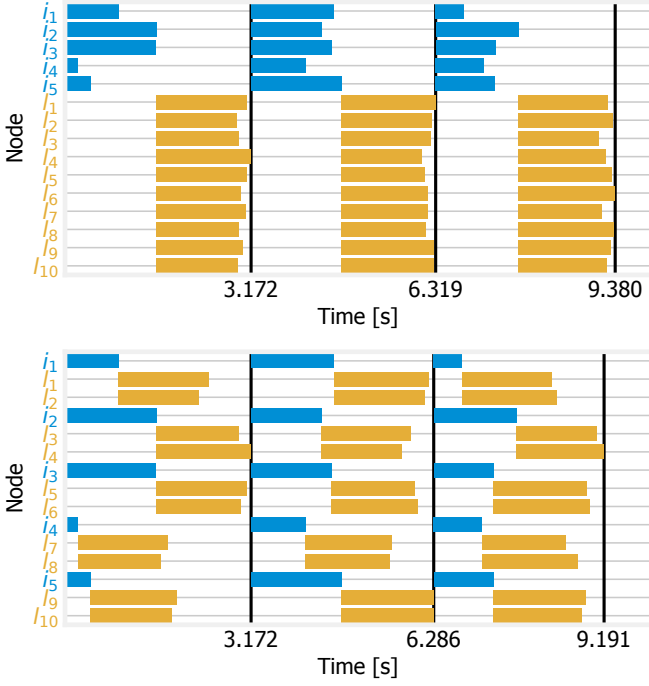 i1
i2
i3
i4
i5
l1
l2
l3
l4
l5
l6
l7
l8
l9
l10
Node
3.172 6.319 9.380
Time [s]
i1
l1
l2
i2
l3
l4
i3
l5
l6
i4
l7
l8
i5
l9
l10
Node
3.172 6.286 9.191
Time [s]